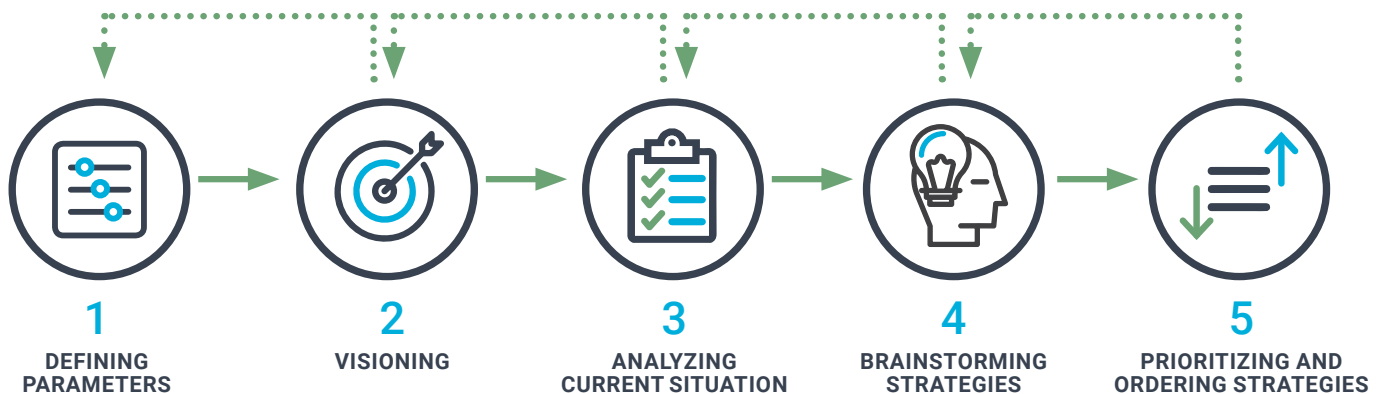 1
DEFINING
PARAMETERS
2
VISIONING
3
ANALYZING
CURRENT SITUATION
4
BRAINSTORMING
STRATEGIES
5
PRIORITIZING AND
ORDERING STRATEGIES